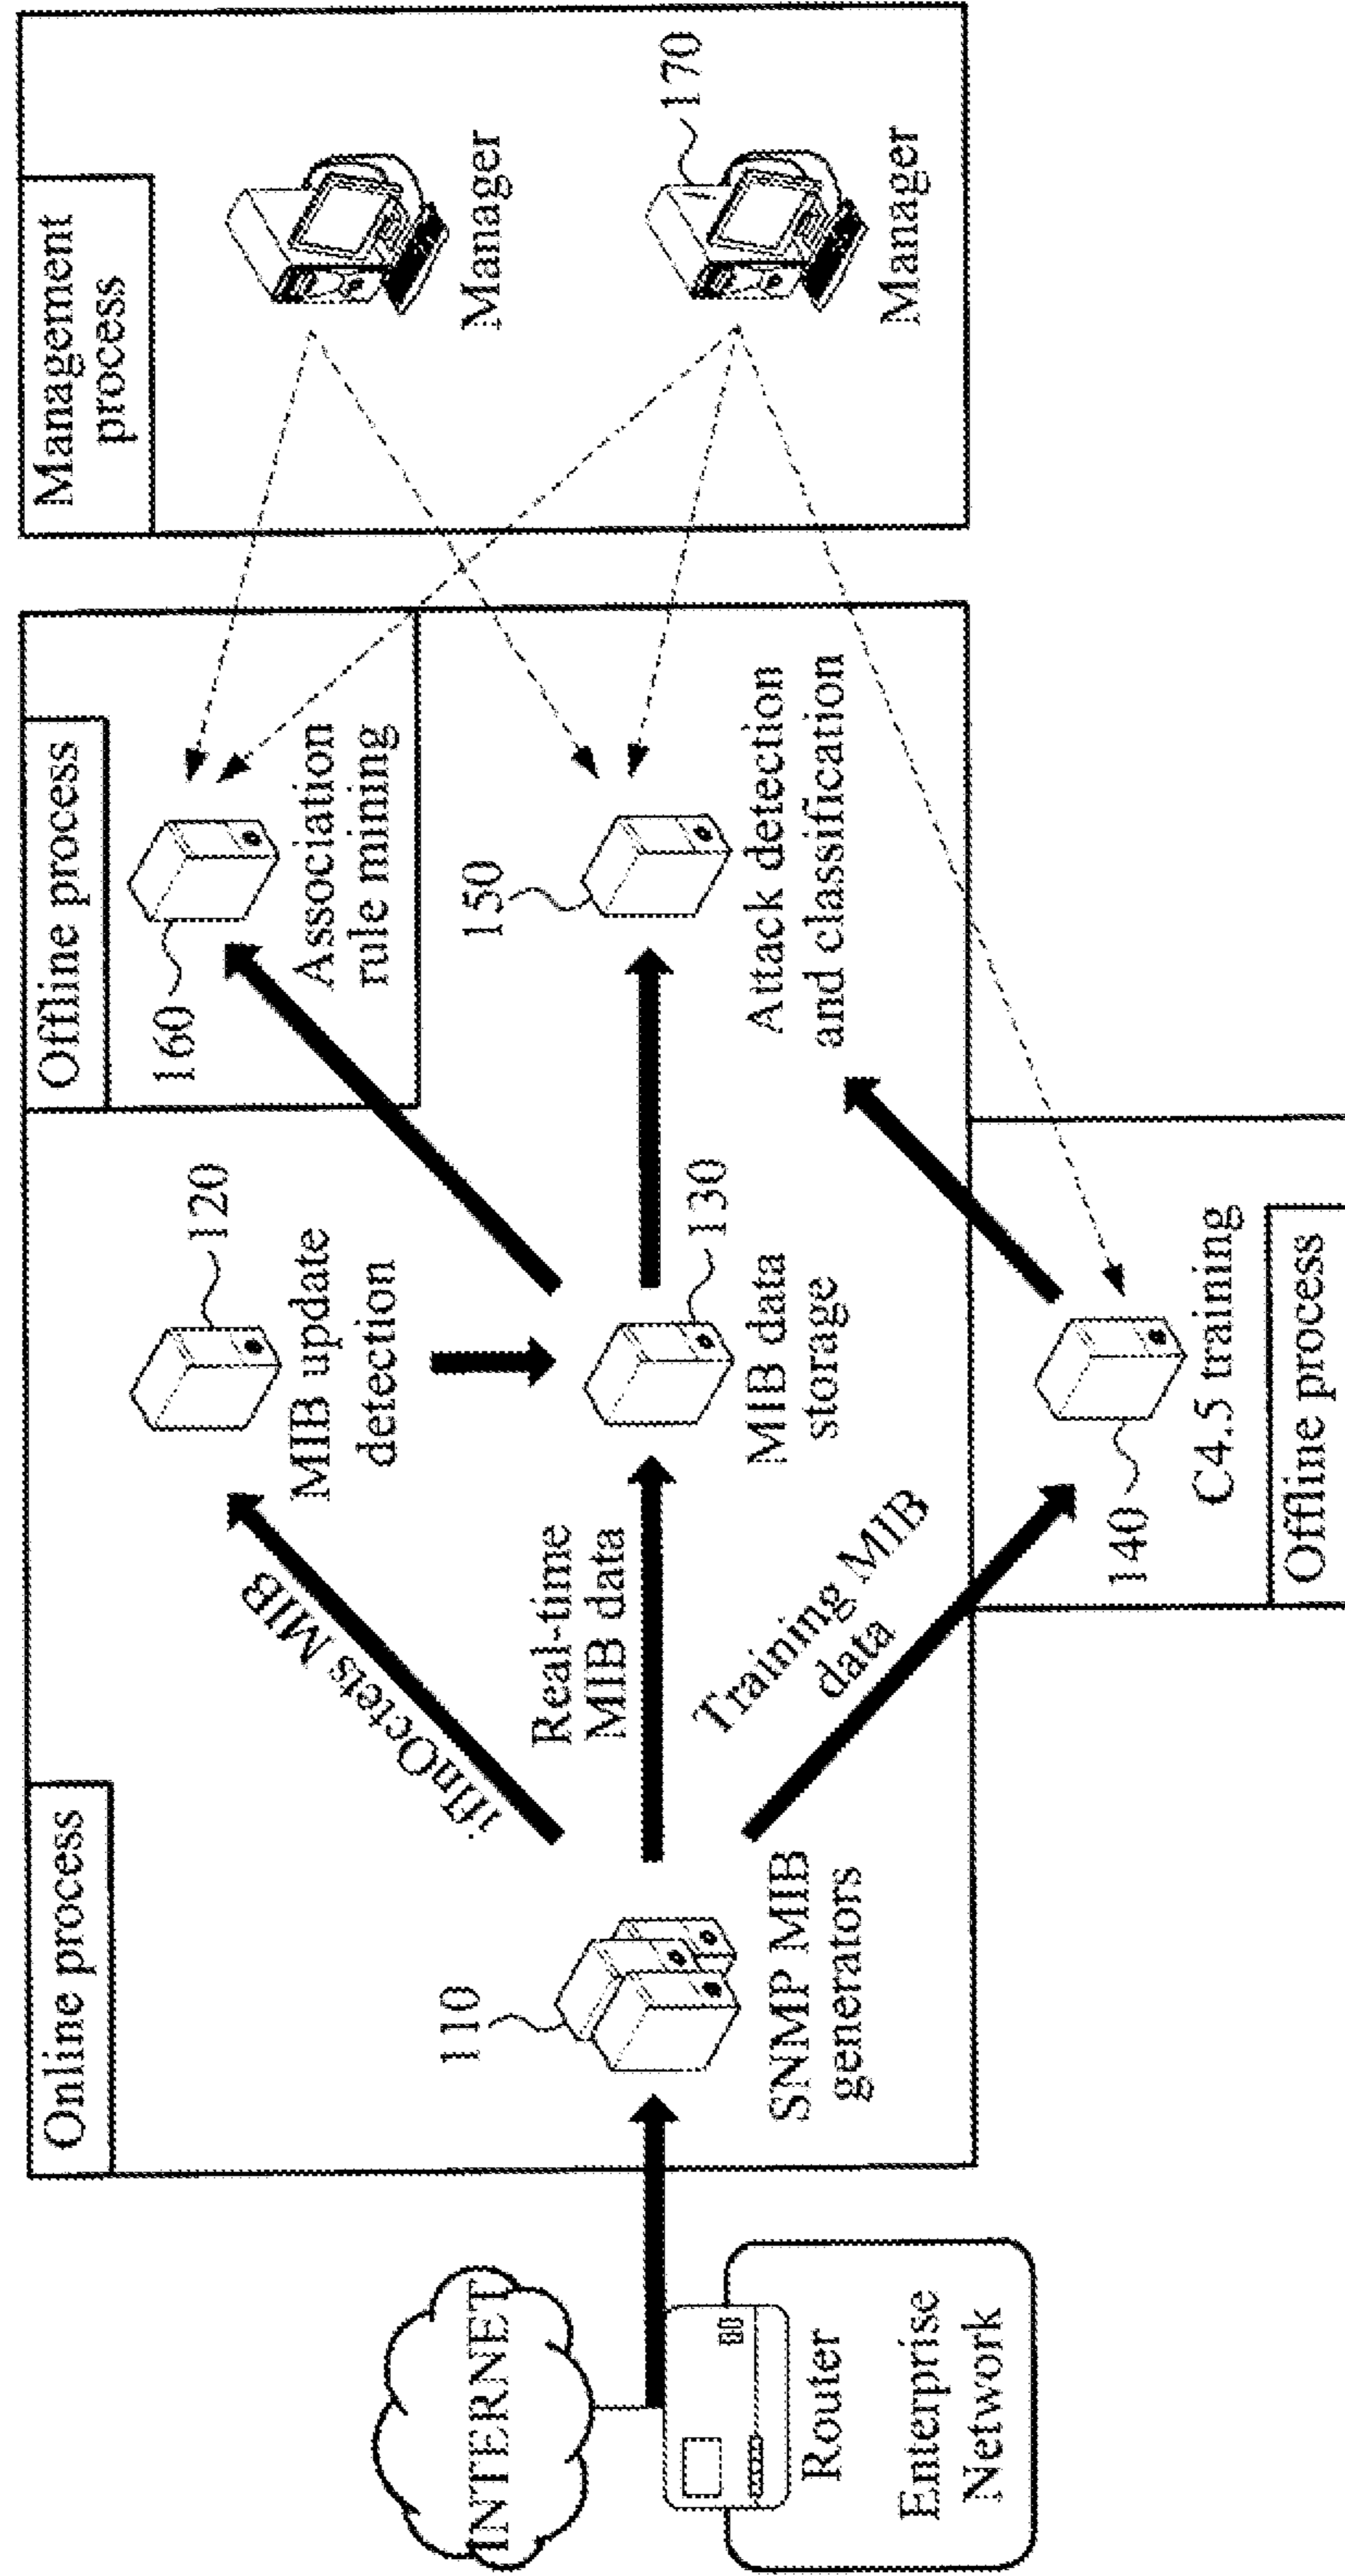 Online process
Offline process
Management
process
INTERNET
Router
Enterprise
Network
110
SNMP MIB
generators
ifInOctets MIB
Real-time
MIB data
Training MIB
data
120
MIB update
detection
130
MIB data
storage
140
C4.5 training
Offline process
160
Association
rule mining
150
Attack detection
and classification
Manager
170
Manager